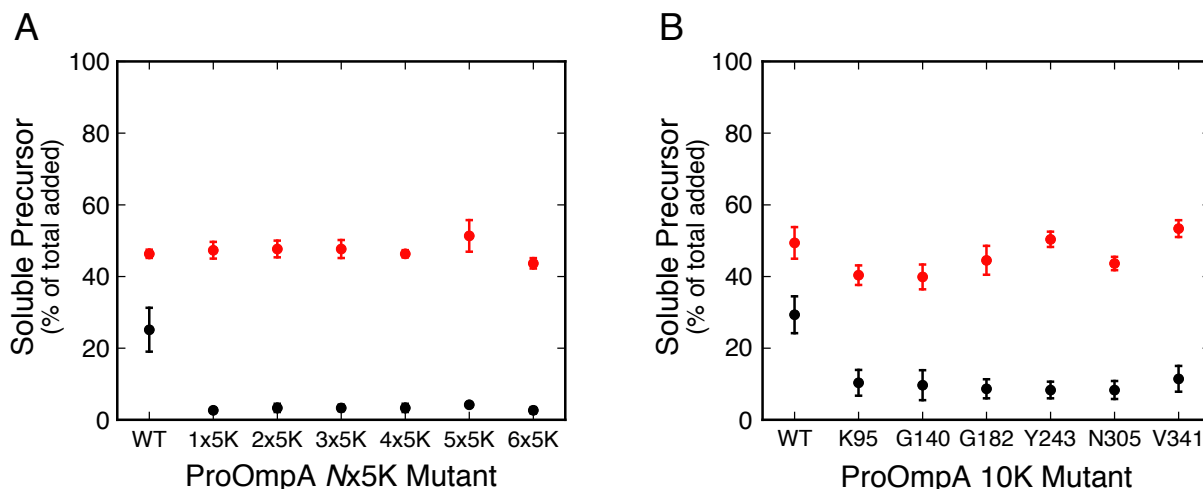 A
Soluble Precursor
(% of total added)
100
80
60
40
20
0
WT 1x5K 2x5K 3x5K 4x5K 5x5K 6x5K
ProOmpA Nx5K Mutant
B
Soluble Precursor
(% of total added)
100
80
60
40
20
0
WT K95 G140 G182 Y243 N305 V341
ProOmpA 10K Mutant